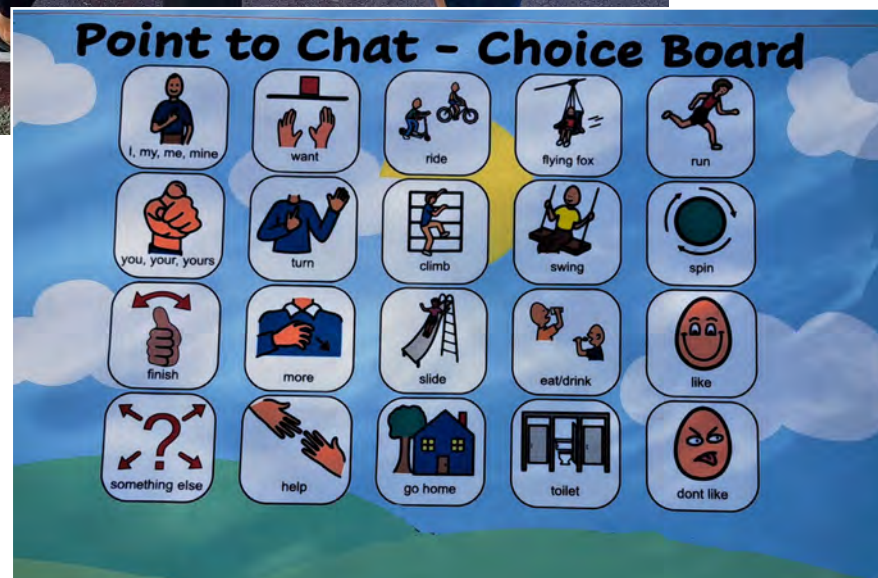 Point to Chat - Choice Board
I, my, me, mine
want
ride
flying fox
run
you, your, yours
turn
climb
swing
spin
finish
more
slide
eat/drink
like
something else
help
go home
toilet
dont like